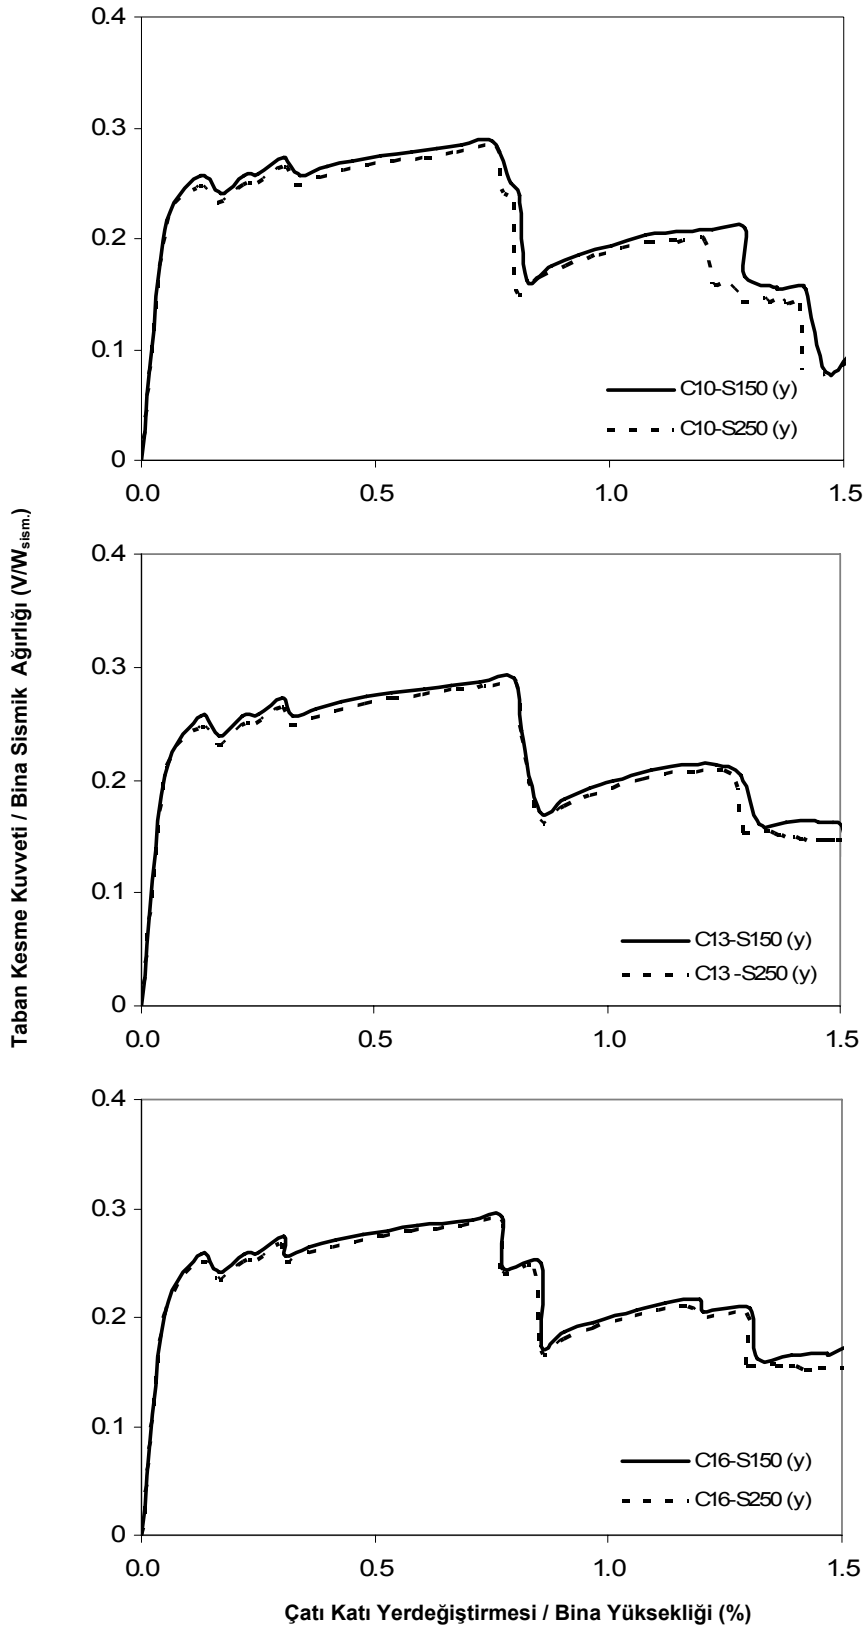 Taban Kesme Kuvveti / Bina Sismik Ağırlığı (V/Wsism.)
0.4
0.3
0.2
0.1
0
C10-S150 (y)
C10-S250 (y)
0.0 0.5 1.0 1.5
0.4
0.3
0.2
0.1
0
C13-S150 (y)
C13 -S250 (y)
0.0 0.5 1.0 1.5
0.4
0.3
0.2
0.1
0
C16-S150 (y)
C16-S250 (y)
0.0 0.5 1.0 1.5
Çatı Katı Yerdeğiştirmesi / Bina Yüksekliği (%)